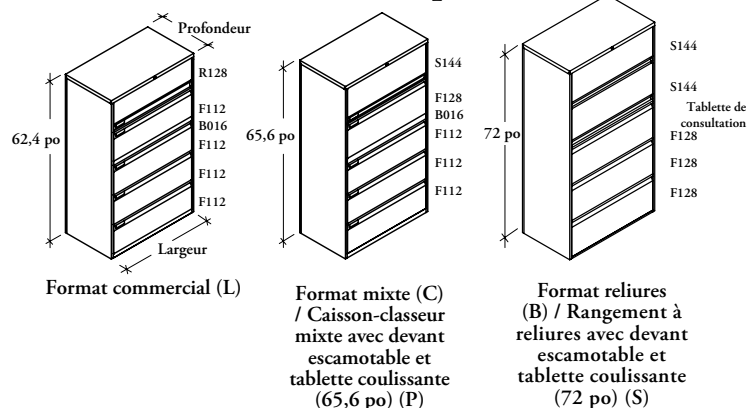 Profondeur
R128
F112
B016
F112
F112
F112
62,4 po
Largeur
Format commercial (L)
S144
F128
B016
F112
F112
F112
65,6 po
Format mixte (C)
/ Caisson-classeur
mixte avec devant
escamotable et
tablette coulissante
(65,6 po) (P)
S144
S144
Tablette de
consultation
F128
F128
F128
72 po
Format reliures
(B) / Rangement à
reliures avec devant
escamotable et
tablette coulissante
(72 po) (S)